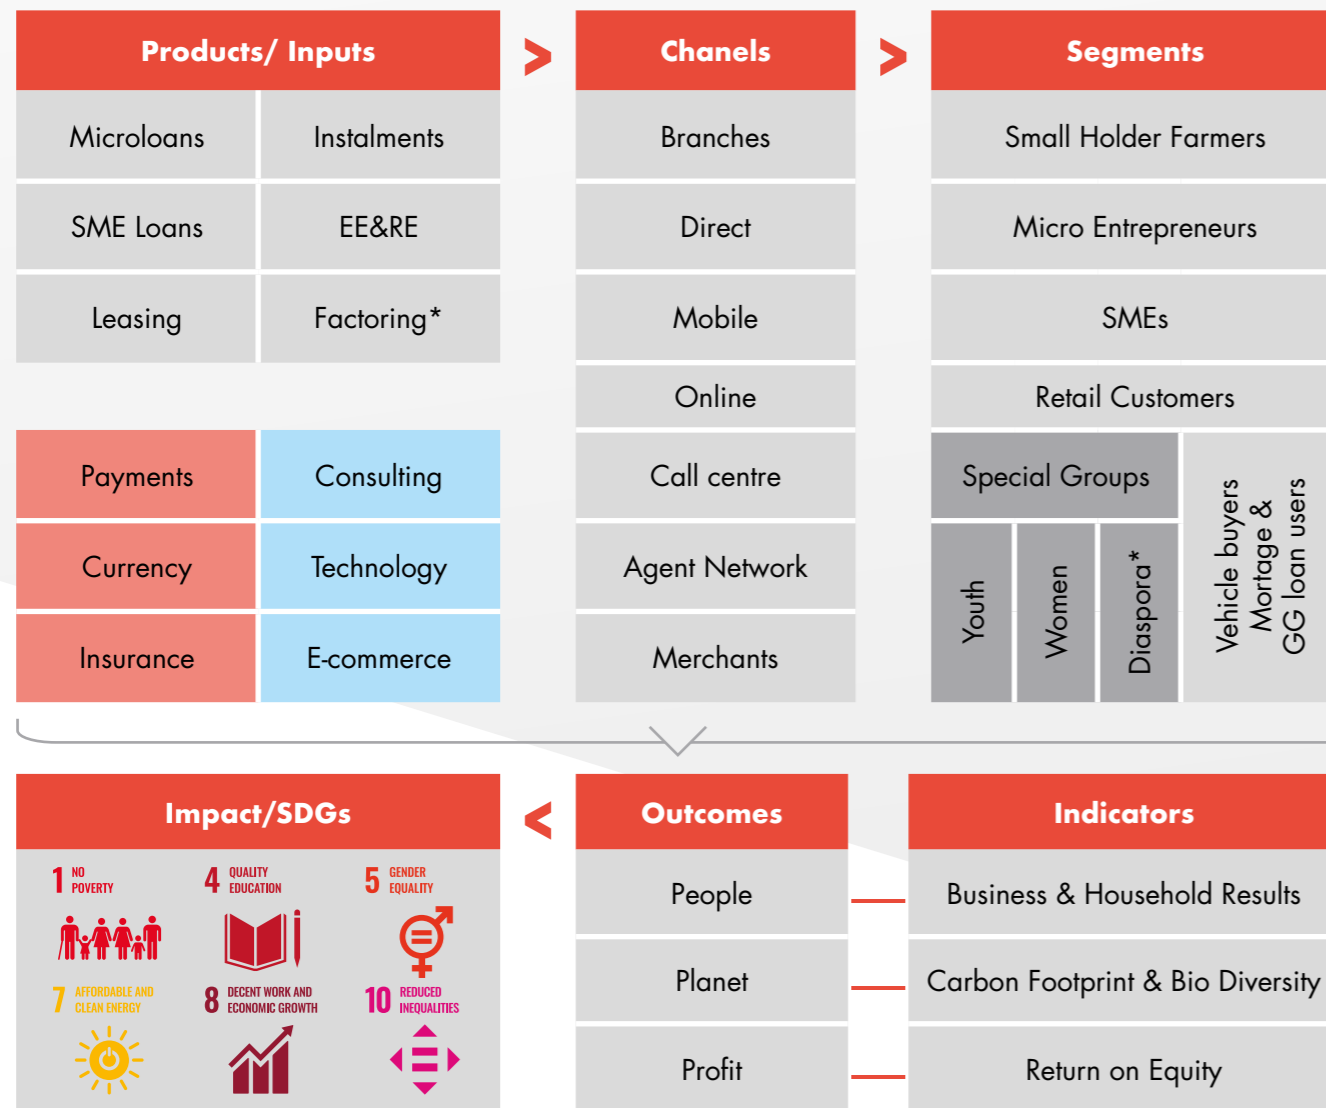 Products/ Inputs
>
Chanels
>
Segments
Microloans
Instalments
SME Loans
EE&RE
Leasing
Factoring*
Payments
Consulting
Currency
Technology
Insurance
E-commerce
Branches
Direct
Mobile
Online
Call centre
Agent Network
Merchants
Small Holder Farmers
Micro Entrepreneurs
SMEs
Retail Customers
Special Groups
Youth
Women
Diaspora*
Vehicle buyers
Mortage &
GG loan users
Impact/SDGs
<
Outcomes
Indicators
1 NO
POVERTY
4 QUALITY
EDUCATION
5 GENDER
EQUALITY
7 AFFORDABLE AND
CLEAN ENERGY
8 DECENT WORK AND
ECONOMIC GROWTH
10 REDUCED
INEQUALITIES
People
Business & Household Results
Planet
Carbon Footprint & Bio Diversity
Profit
Return on Equity